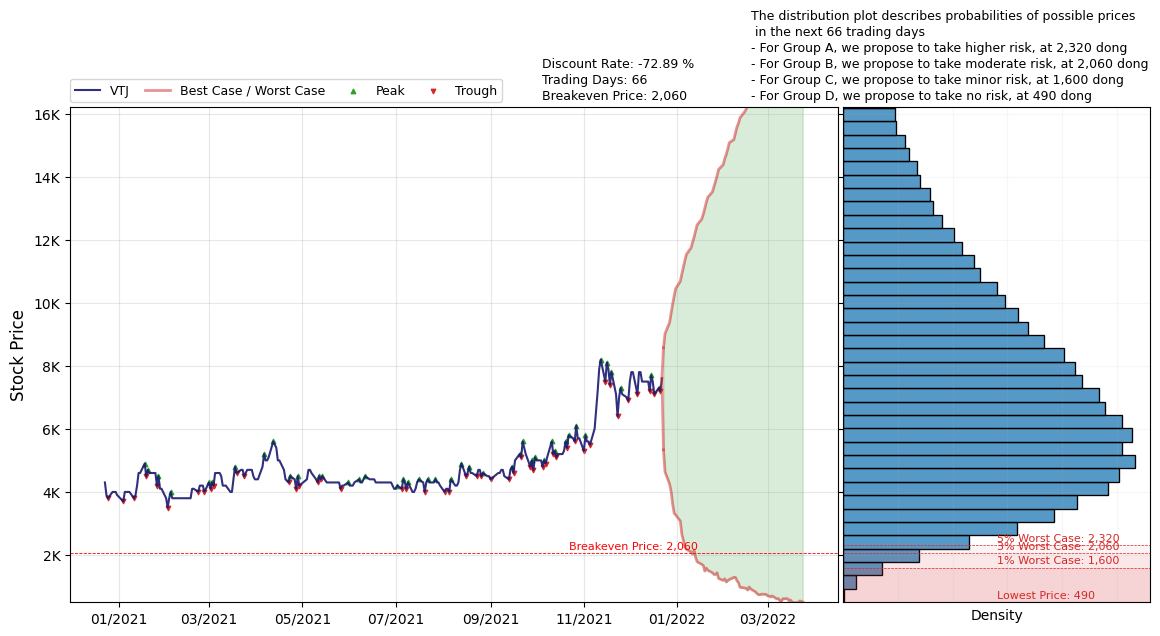 The distribution plot describes probabilities of possible prices
in the next 66 trading days
- For Group A, we propose to take higher risk, at 2,320 dong
- For Group B, we propose to take moderate risk, at 2,060 dong
- For Group C, we propose to take minor risk, at 1,600 dong
- For Group D, we propose to take no risk, at 490 dong
Discount Rate: -72.89 %
Trading Days: 66
Breakeven Price: 2,060
VTJ
Best Case / Worst Case
Peak
Trough
Stock Price
16K
14K
12K
10K
8K
6K
4K
2K
Breakeven Price: 2,060
5% Worst Case: 2,320
3% Worst Case: 2,060
1% Worst Case: 1,600
Lowest Price: 490
01/2021
03/2021
05/2021
07/2021
09/2021
11/2021
01/2022
03/2022
Density